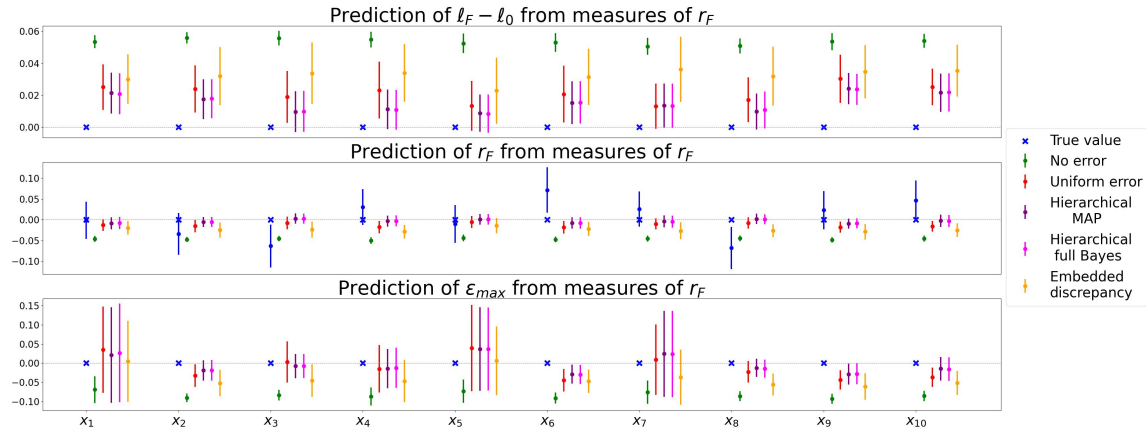 Prediction of ℓ_F − ℓ_0 from measures of r_F
0.06
0.04
0.02
0.00
Prediction of r_F from measures of r_F
0.10
0.05
0.00
−0.05
−0.10
Prediction of ε_max from measures of r_F
0.15
0.10
0.05
0.00
−0.05
−0.10
x_1 x_2 x_3 x_4 x_5 x_6 x_7 x_8 x_9 x_10
True value
No error
Uniform error
Hierarchical
MAP
Hierarchical
full Bayes
Embedded
discrepancy